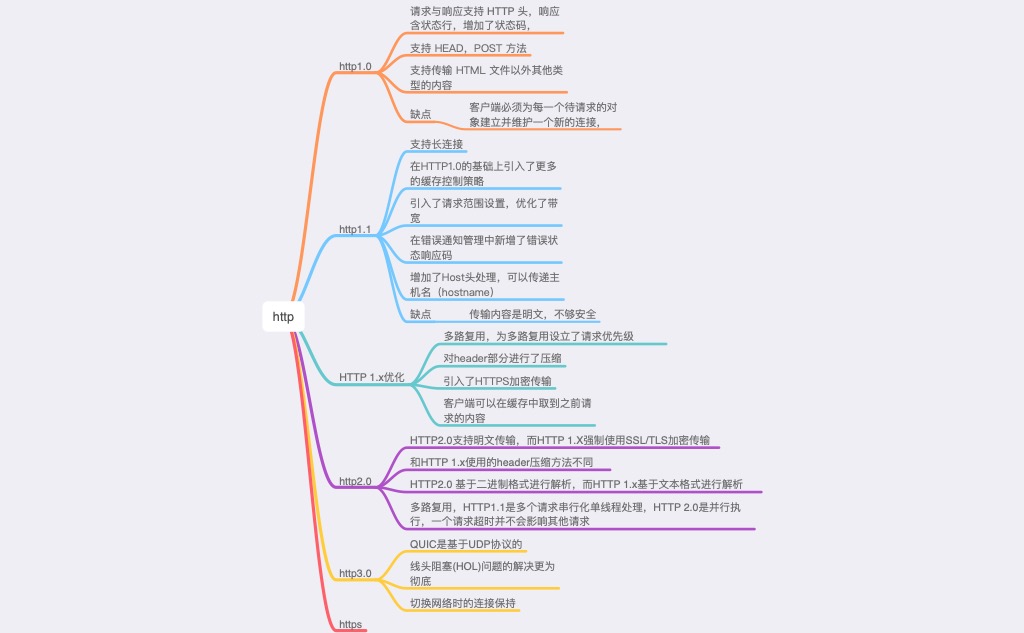 http
http1.0
请求与响应支持 HTTP 头，响应
含状态行，增加了状态码，
支持 HEAD，POST 方法
支持传输 HTML 文件以外其他类
型的内容
缺点
客户端必须为每一个待请求的对
象建立并维护一个新的连接，
http1.1
支持长连接
在HTTP1.0的基础上引入了更多
的缓存控制策略
引入了请求范围设置，优化了带
宽
在错误通知管理中新增了错误状
态响应码
增加了Host头处理，可以传递主
机名（hostname）
缺点
传输内容是明文，不够安全
HTTP 1.x优化
多路复用，为多路复用设立了请求优先级
对header部分进行了压缩
引入了HTTPS加密传输
客户端可以在缓存中取到之前请
求的内容
http2.0
HTTP2.0支持明文传输，而HTTP 1.X强制使用SSL/TLS加密传输
和HTTP 1.x使用的header压缩方法不同
HTTP2.0 基于二进制格式进行解析，而HTTP 1.x基于文本格式进行解析
多路复用，HTTP1.1是多个请求串行化单线程处理，HTTP 2.0是并行执
行，一个请求超时并不会影响其他请求
http3.0
QUIC是基于UDP协议的
线头阻塞(HOL)问题的解决更为
彻底
切换网络时的连接保持
https